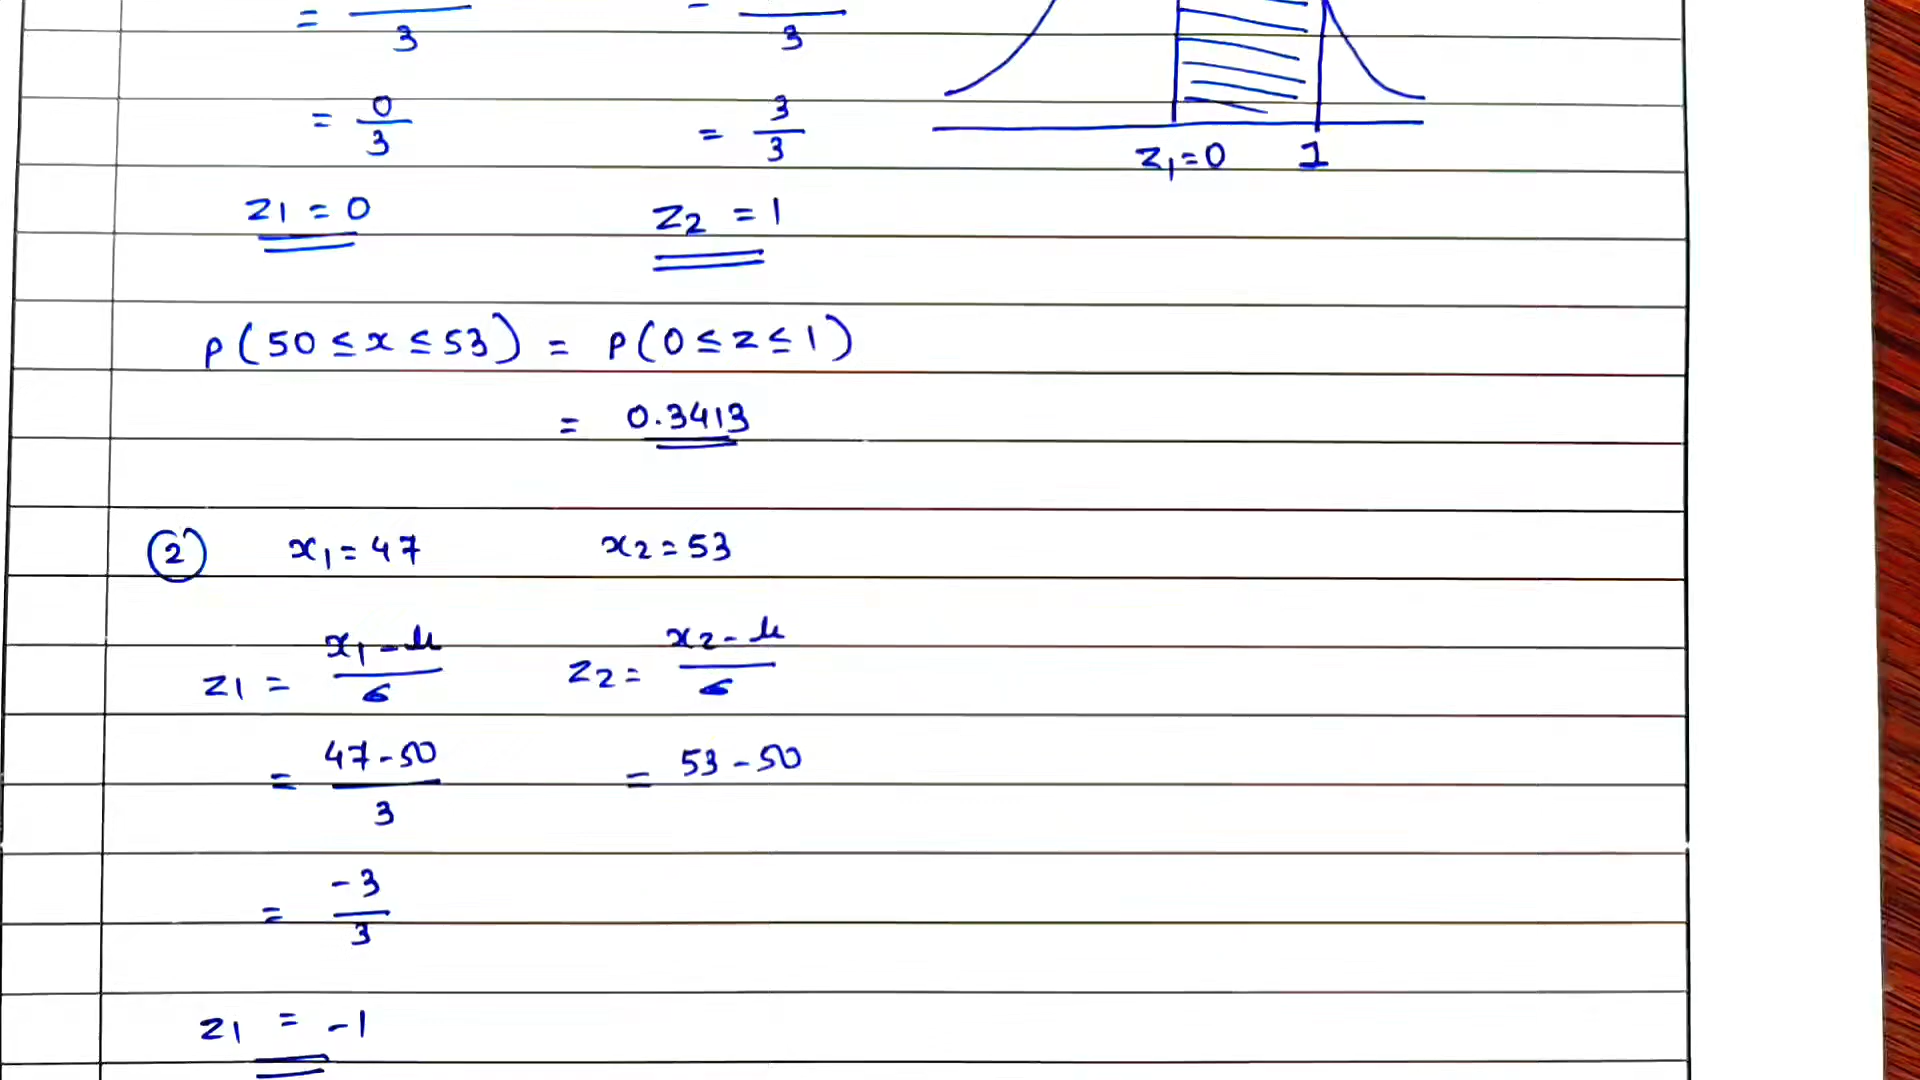 = /3 = /3
= 0/3 = 3/3
z₁=0 1
z1 = 0 z2 = 1
P(50 ≤ x ≤ 53) = P(0 ≤ z ≤ 1)
= 0.3413
② x₁ = 47 x2 = 53
z1 = x₁ - μ/σ z2 = x2 - μ/σ
= 47 - 50/3 = 53 - 50
= -3/3
z1 = -1